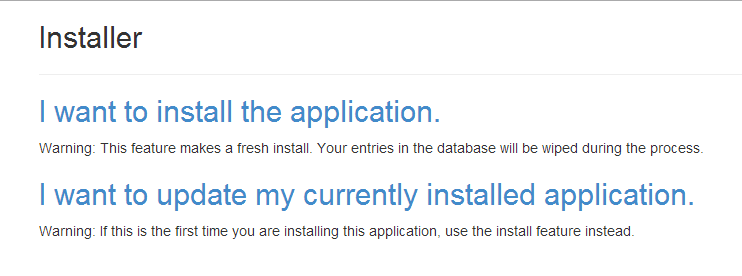 Installer
I want to install the application.
Warning: This feature makes a fresh install. Your entries in the database will be wiped during the process.
I want to update my currently installed application.
Warning: If this is the first time you are installing this application, use the install feature instead.